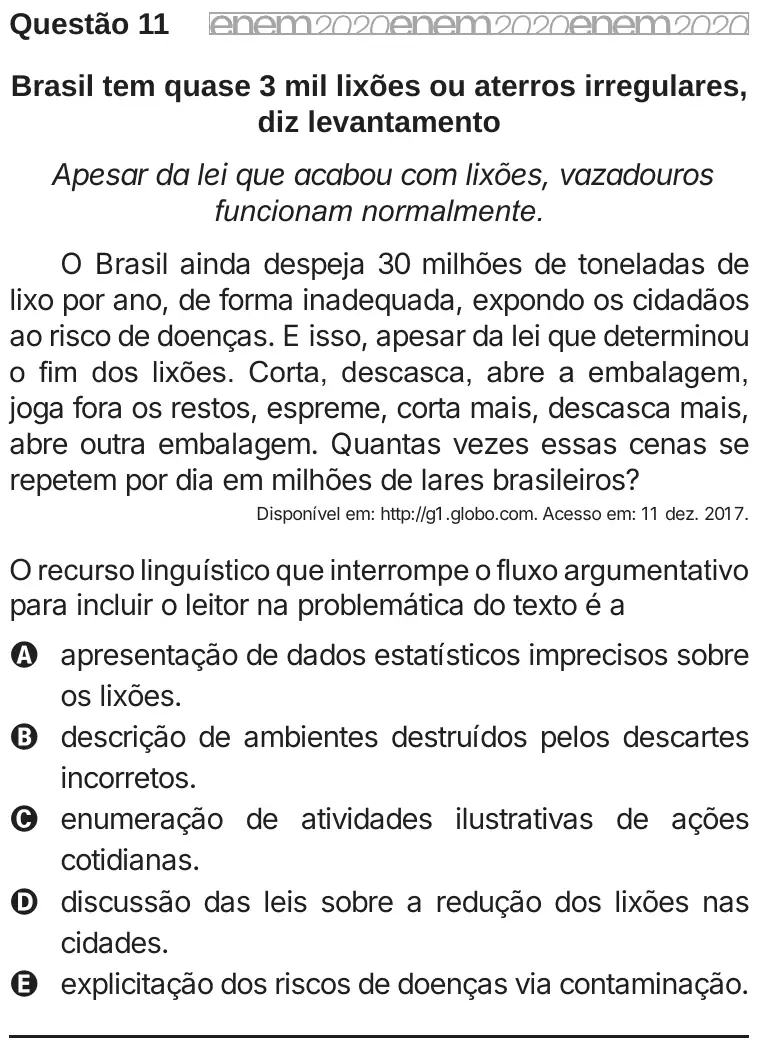 Questão 11 enem2020enem2020enem2020
Brasil tem quase 3 mil lixões ou aterros irregulares,
diz levantamento
Apesar da lei que acabou com lixões, vazadouros
funcionam normalmente.
O Brasil ainda despeja 30 milhões de toneladas de
lixo por ano, de forma inadequada, expondo os cidadãos
ao risco de doenças. E isso, apesar da lei que determinou
o fim dos lixões. Corta, descasca, abre a embalagem,
joga fora os restos, espreme, corta mais, descasca mais,
abre outra embalagem. Quantas vezes essas cenas se
repetem por dia em milhões de lares brasileiros?
Disponível em: http://g1.globo.com. Acesso em: 11 dez. 2017.
O recurso linguístico que interrompe o fluxo argumentativo
para incluir o leitor na problemática do texto é a
A apresentação de dados estatísticos imprecisos sobre
os lixões.
B descrição de ambientes destruídos pelos descartes
incorretos.
C enumeração de atividades ilustrativas de ações
cotidianas.
D discussão das leis sobre a redução dos lixões nas
cidades.
E explicitação dos riscos de doenças via contaminação.